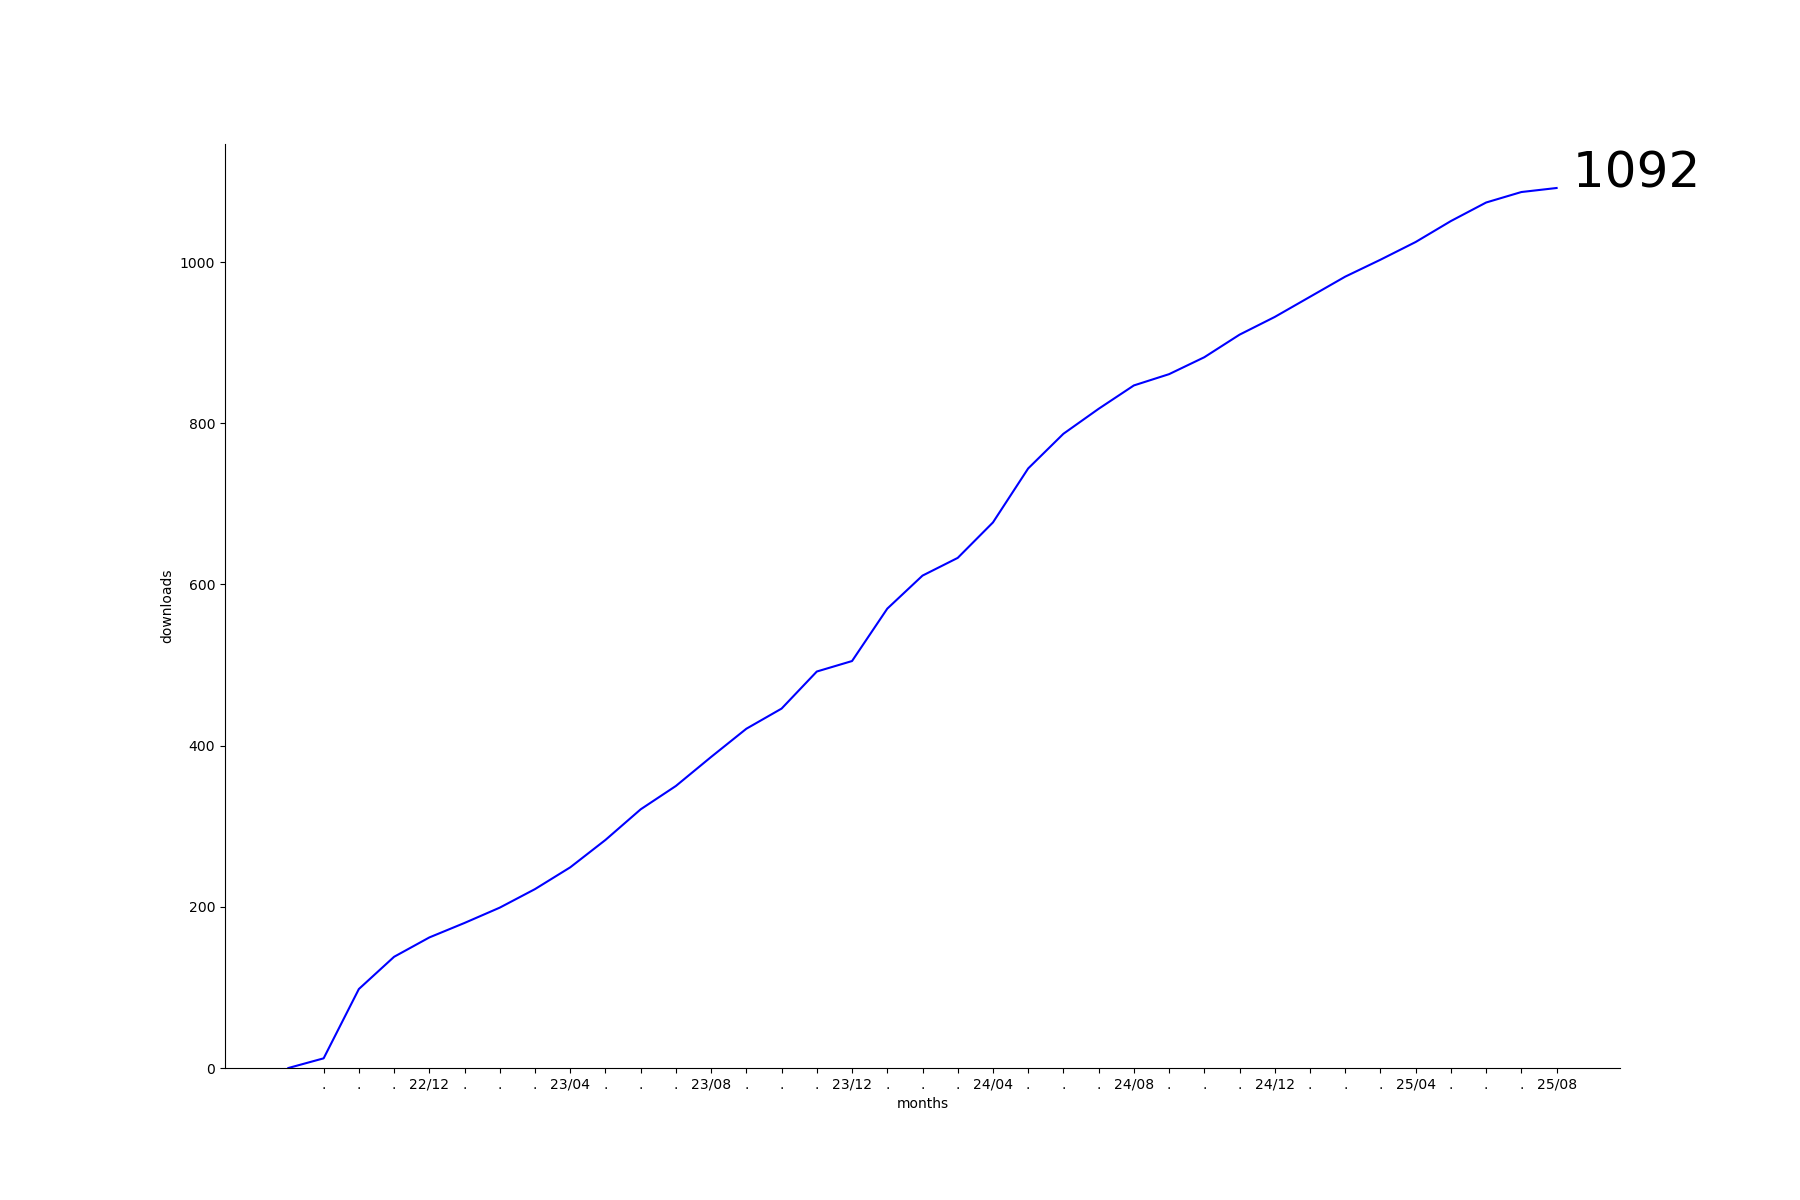 1092
1000
800
600
400
200
0
downloads
. . . 22/12 . . . 23/04 . . . 23/08 . . . 23/12 . . . 24/04 . . . 24/08 . . . 24/12 . . . 25/04 . . . 25/08
months